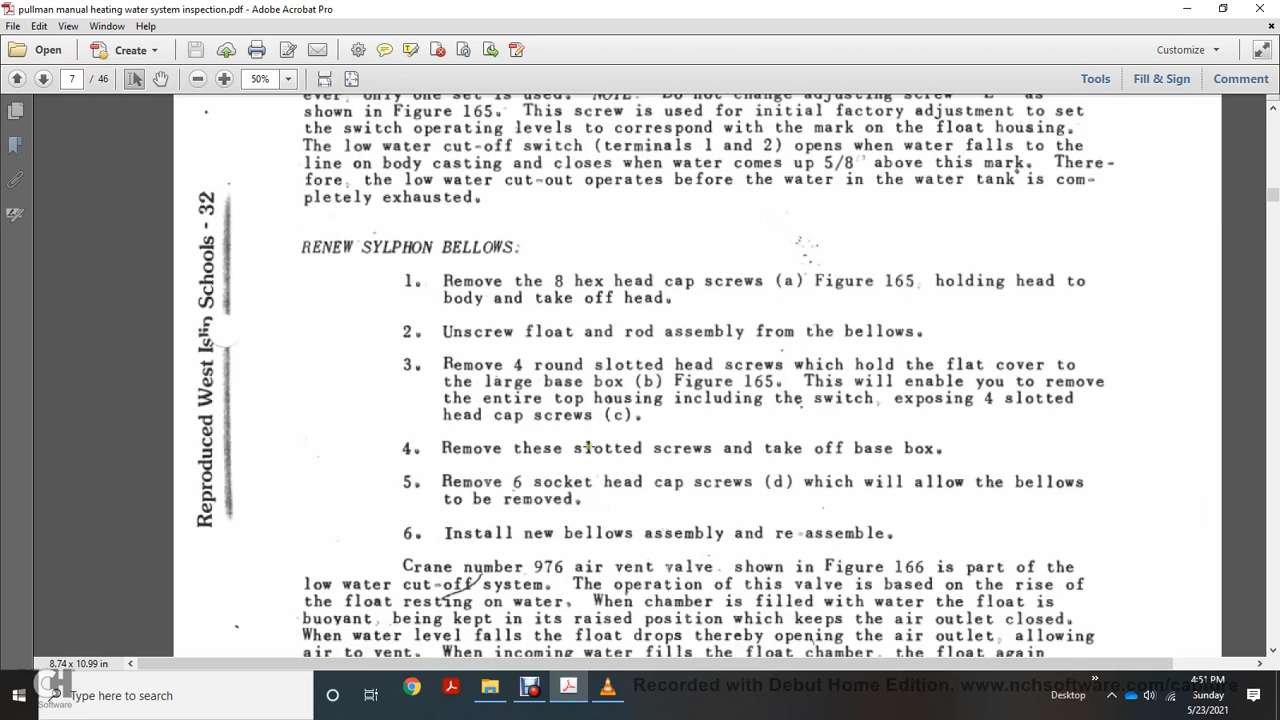 pullman manual heating water system inspection.pdf - Adobe Acrobat Pro
File Edit View Window Help
Open Create Customize
7 / 46 50% Tools Fill & Sign Comment
shown in Figure 165. This screw is used for initial factory adjustment to set
the switch operating levels to correspond with the mark on the float housing.
The low water cut-off switch (terminals 1 and 2) opens when water falls to the
line on body casting and closes when water comes up 5/8" above this mark. There-
fore, the low water cut-out operates before the water in the water tank is com-
pletely exhausted.
Reproduced West Islip Schools - 32
RENEW SYLPHON BELLOWS:
1. Remove the 8 hex head cap screws (a) Figure 165, holding head to
body and take off head.
2. Unscrew float and rod assembly from the bellows.
3. Remove 4 round slotted head screws which hold the flat cover to
the large base box (b) Figure 165. This will enable you to remove
the entire top housing including the switch, exposing 4 slotted
head cap screws (c).
4. Remove these slotted screws and take off base box.
5. Remove 6 socket head cap screws (d) which will allow the bellows
to be removed.
6. Install new bellows assembly and re-assemble.
Crane number 976 air vent valve shown in Figure 166 is part of the
low water cut-off system. The operation of this valve is based on the rise of
the float resting on water. When chamber is filled with water the float is
buoyant, being kept in its raised position which keeps the air outlet closed.
When water level falls the float drops thereby opening the air outlet, allowing
air to vent. When incoming water fills the float chamber, the float again
8.74 x 10.99 in
Type here to search
Software
Recorded with Debut Home Edition. www.nchsoftware.com/capture
Desktop
4:51 PM
Sunday
5/23/2021